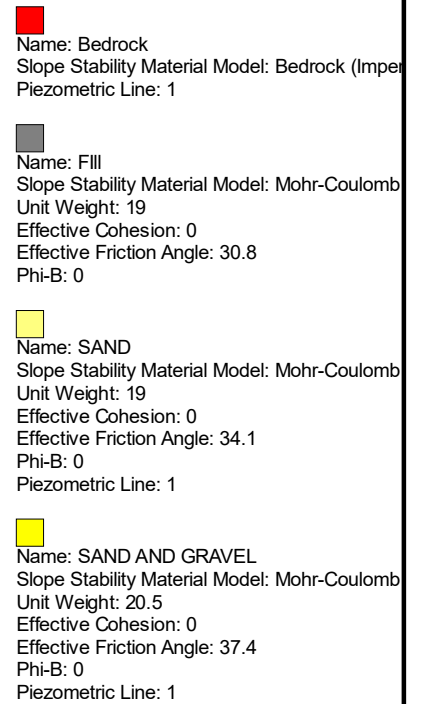 Name: Bedrock
Slope Stability Material Model: Bedrock (Imper
Piezometric Line: 1
Name: FIll
Slope Stability Material Model: Mohr-Coulomb
Unit Weight: 19
Effective Cohesion: 0
Effective Friction Angle: 30.8
Phi-B: 0
Name: SAND
Slope Stability Material Model: Mohr-Coulomb
Unit Weight: 19
Effective Cohesion: 0
Effective Friction Angle: 34.1
Phi-B: 0
Piezometric Line: 1
Name: SAND AND GRAVEL
Slope Stability Material Model: Mohr-Coulomb
Unit Weight: 20.5
Effective Cohesion: 0
Effective Friction Angle: 37.4
Phi-B: 0
Piezometric Line: 1